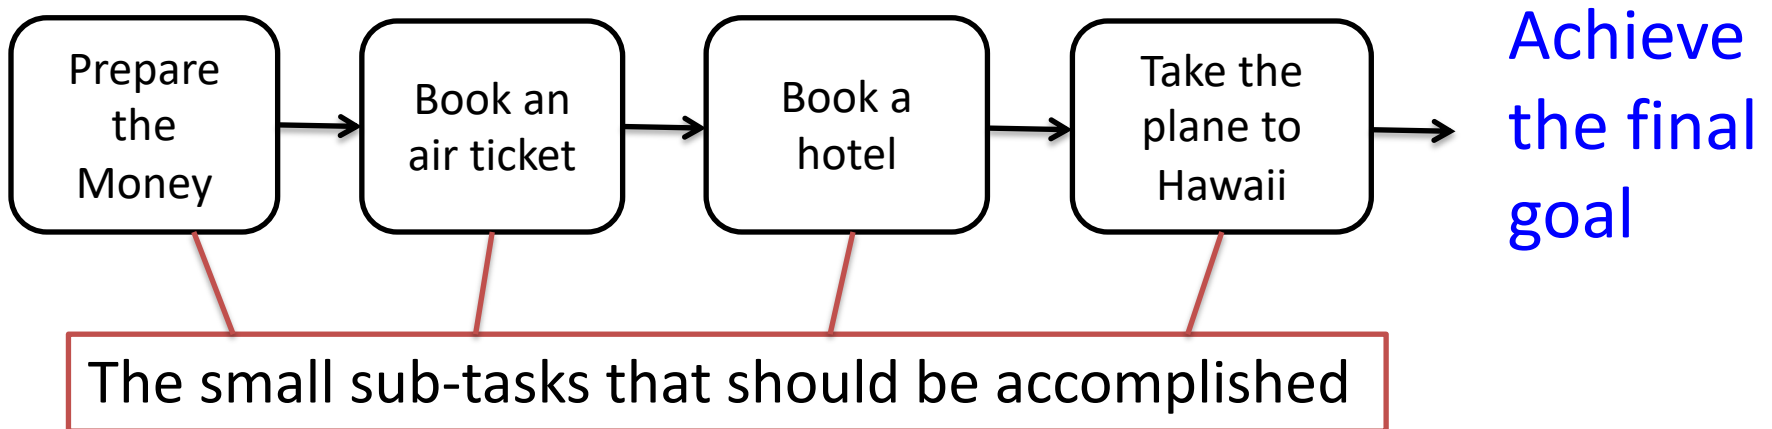 Prepare
the
Money
Book an
air ticket
Book a
hotel
Take the
plane to
Hawaii
Achieve
the final
goal
The small sub-tasks that should be accomplished